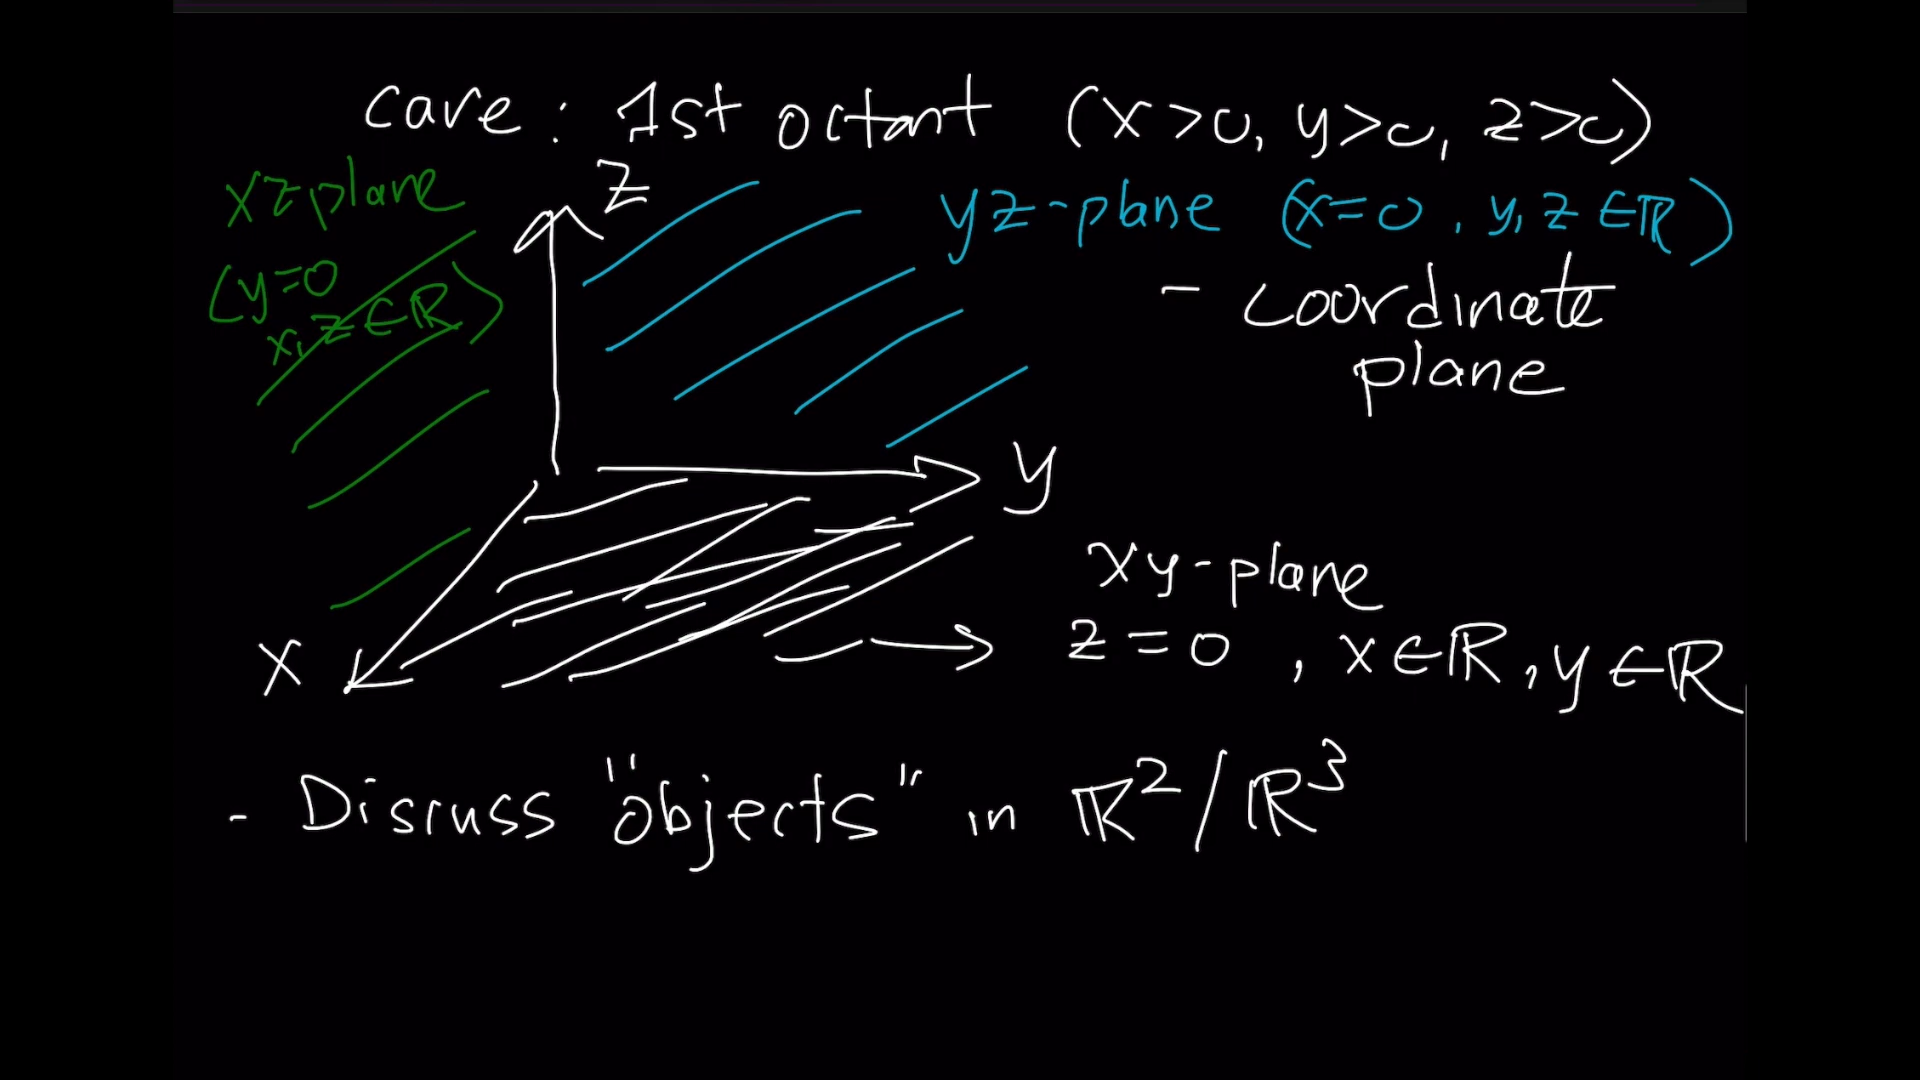 care: 1st octant (x>0, y>0, z>0)
xz-plane
(y=0
x,z∈ℝ)
z
yz-plane (x=0, y,z∈ℝ)
- coordinate
plane
y
x
xy-plane
z=0, x∈ℝ, y∈ℝ
- Discuss "objects" in ℝ²/ℝ³